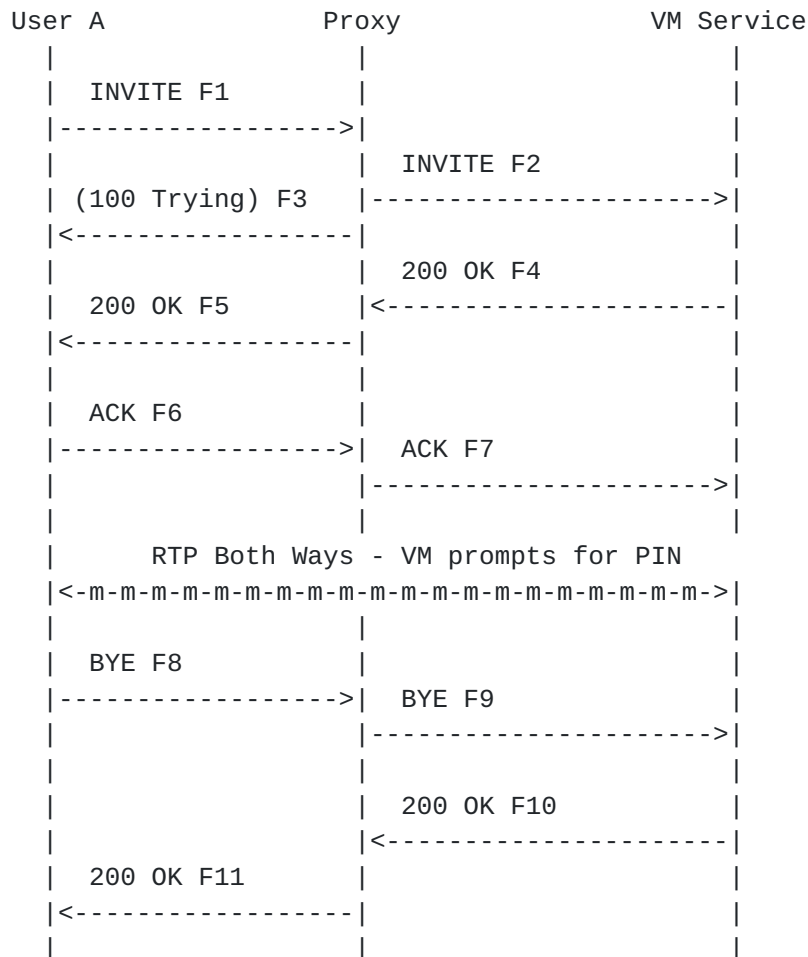 User A Proxy VM Service
| | |
| INVITE F1 | |
|------------------>| |
| | INVITE F2 |
| (100 Trying) F3 |---------------------->|
|<------------------| |
| | 200 OK F4 |
| 200 OK F5 |<----------------------|
|<------------------| |
| | |
| ACK F6 | |
|------------------>| ACK F7 |
| |---------------------->|
| | |
| RTP Both Ways - VM prompts for PIN |
|<-m-m-m-m-m-m-m-m-m-m-m-m-m-m-m-m-m-m-m-m->|
| | |
| BYE F8 | |
|------------------>| BYE F9 |
| |---------------------->|
| | |
| | 200 OK F10 |
| |<----------------------|
| 200 OK F11 | |
|<------------------| |
| | |